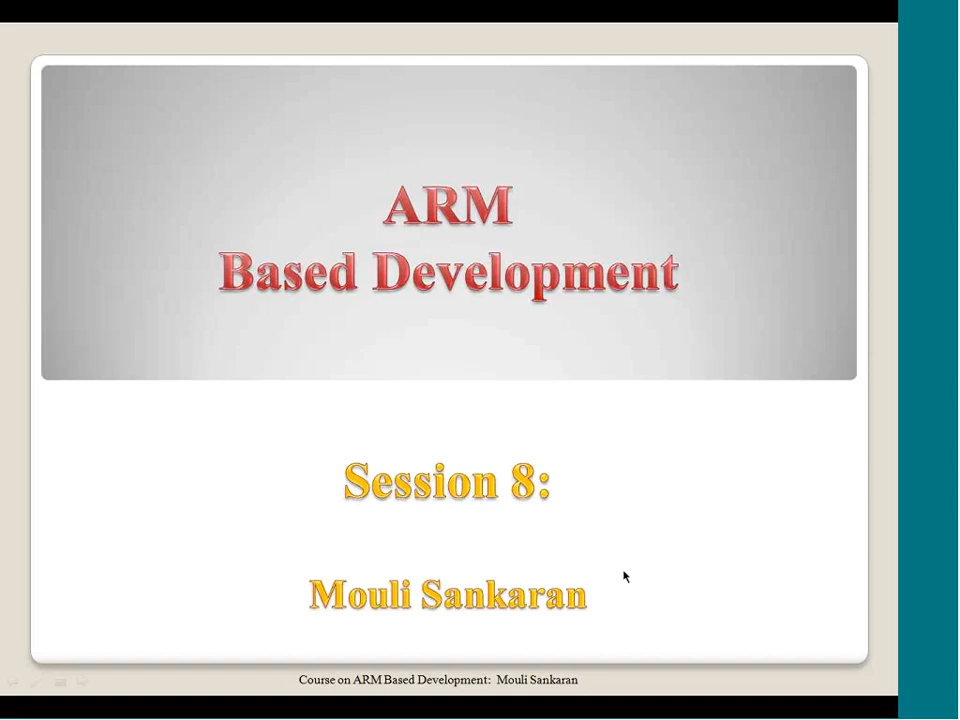 ARM
Based Development
Session 8:
Mouli Sankaran
Course on ARM Based Development: Mouli Sankaran